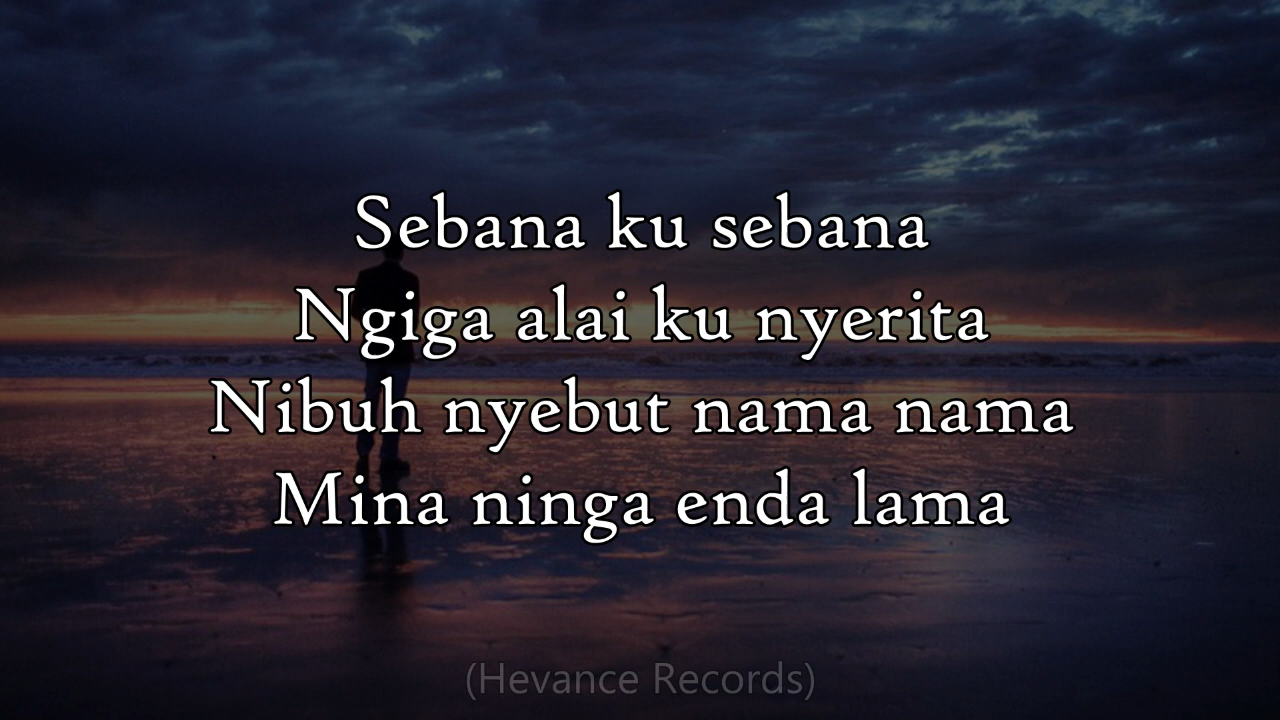 Sebana ku sebana
Ngiga alai ku nyerita
Nibuh nyebut nama nama
Mina ninga enda lama
(Hevance Records)